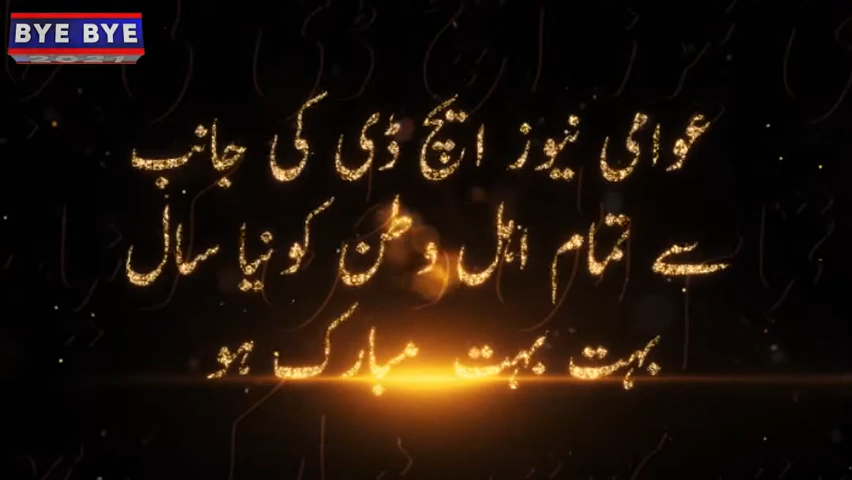 BYE BYE
2021
عوامی نیوز ایچ ڈی کی جانب
سے تمام اہل وطن کو نیا سال
بہت بہت مبارک ہو